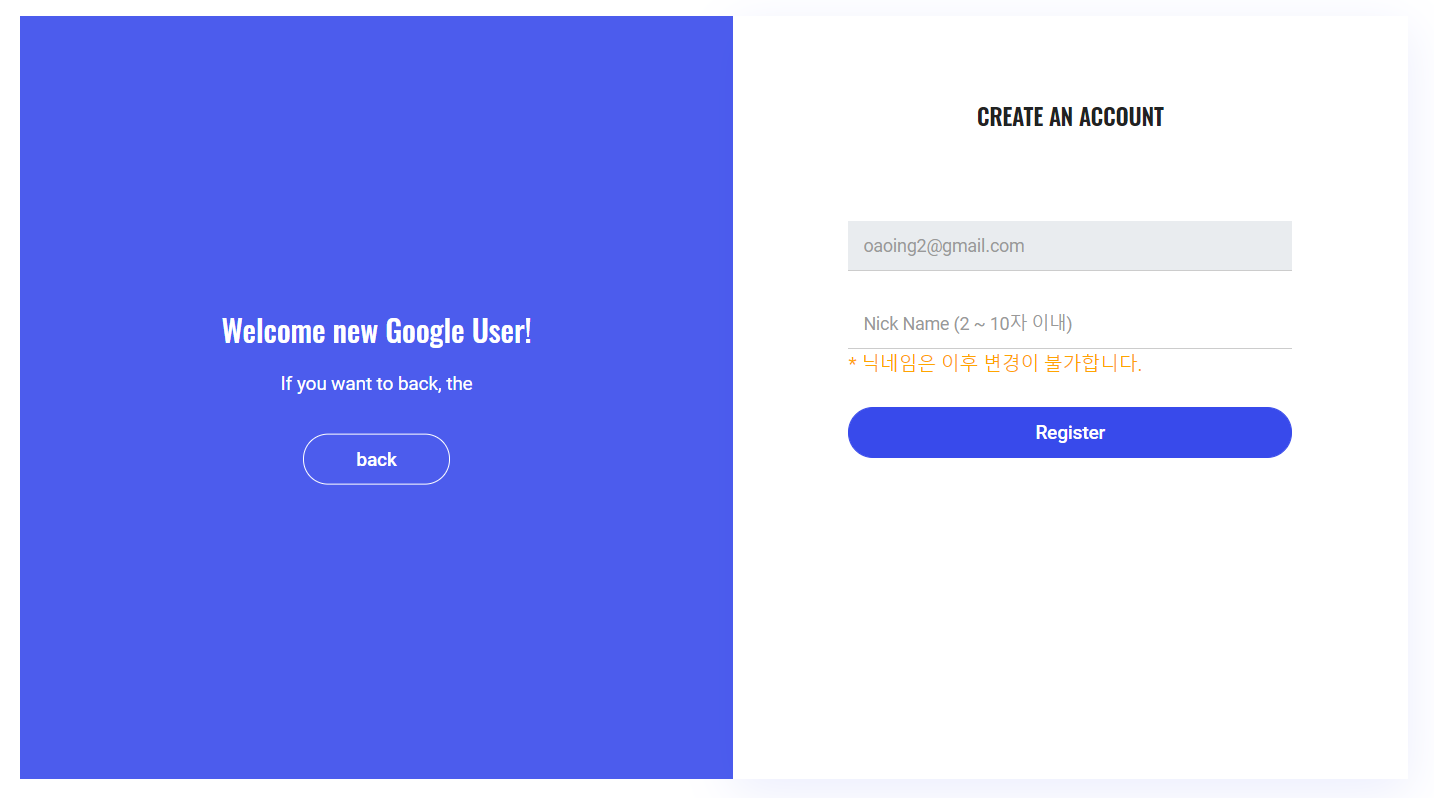 Welcome new Google User!
If you want to back, the
back
CREATE AN ACCOUNT
oaoing2@gmail.com
Nick Name (2 ~ 10자 이내)
* 닉네임은 이후 변경이 불가합니다.
Register